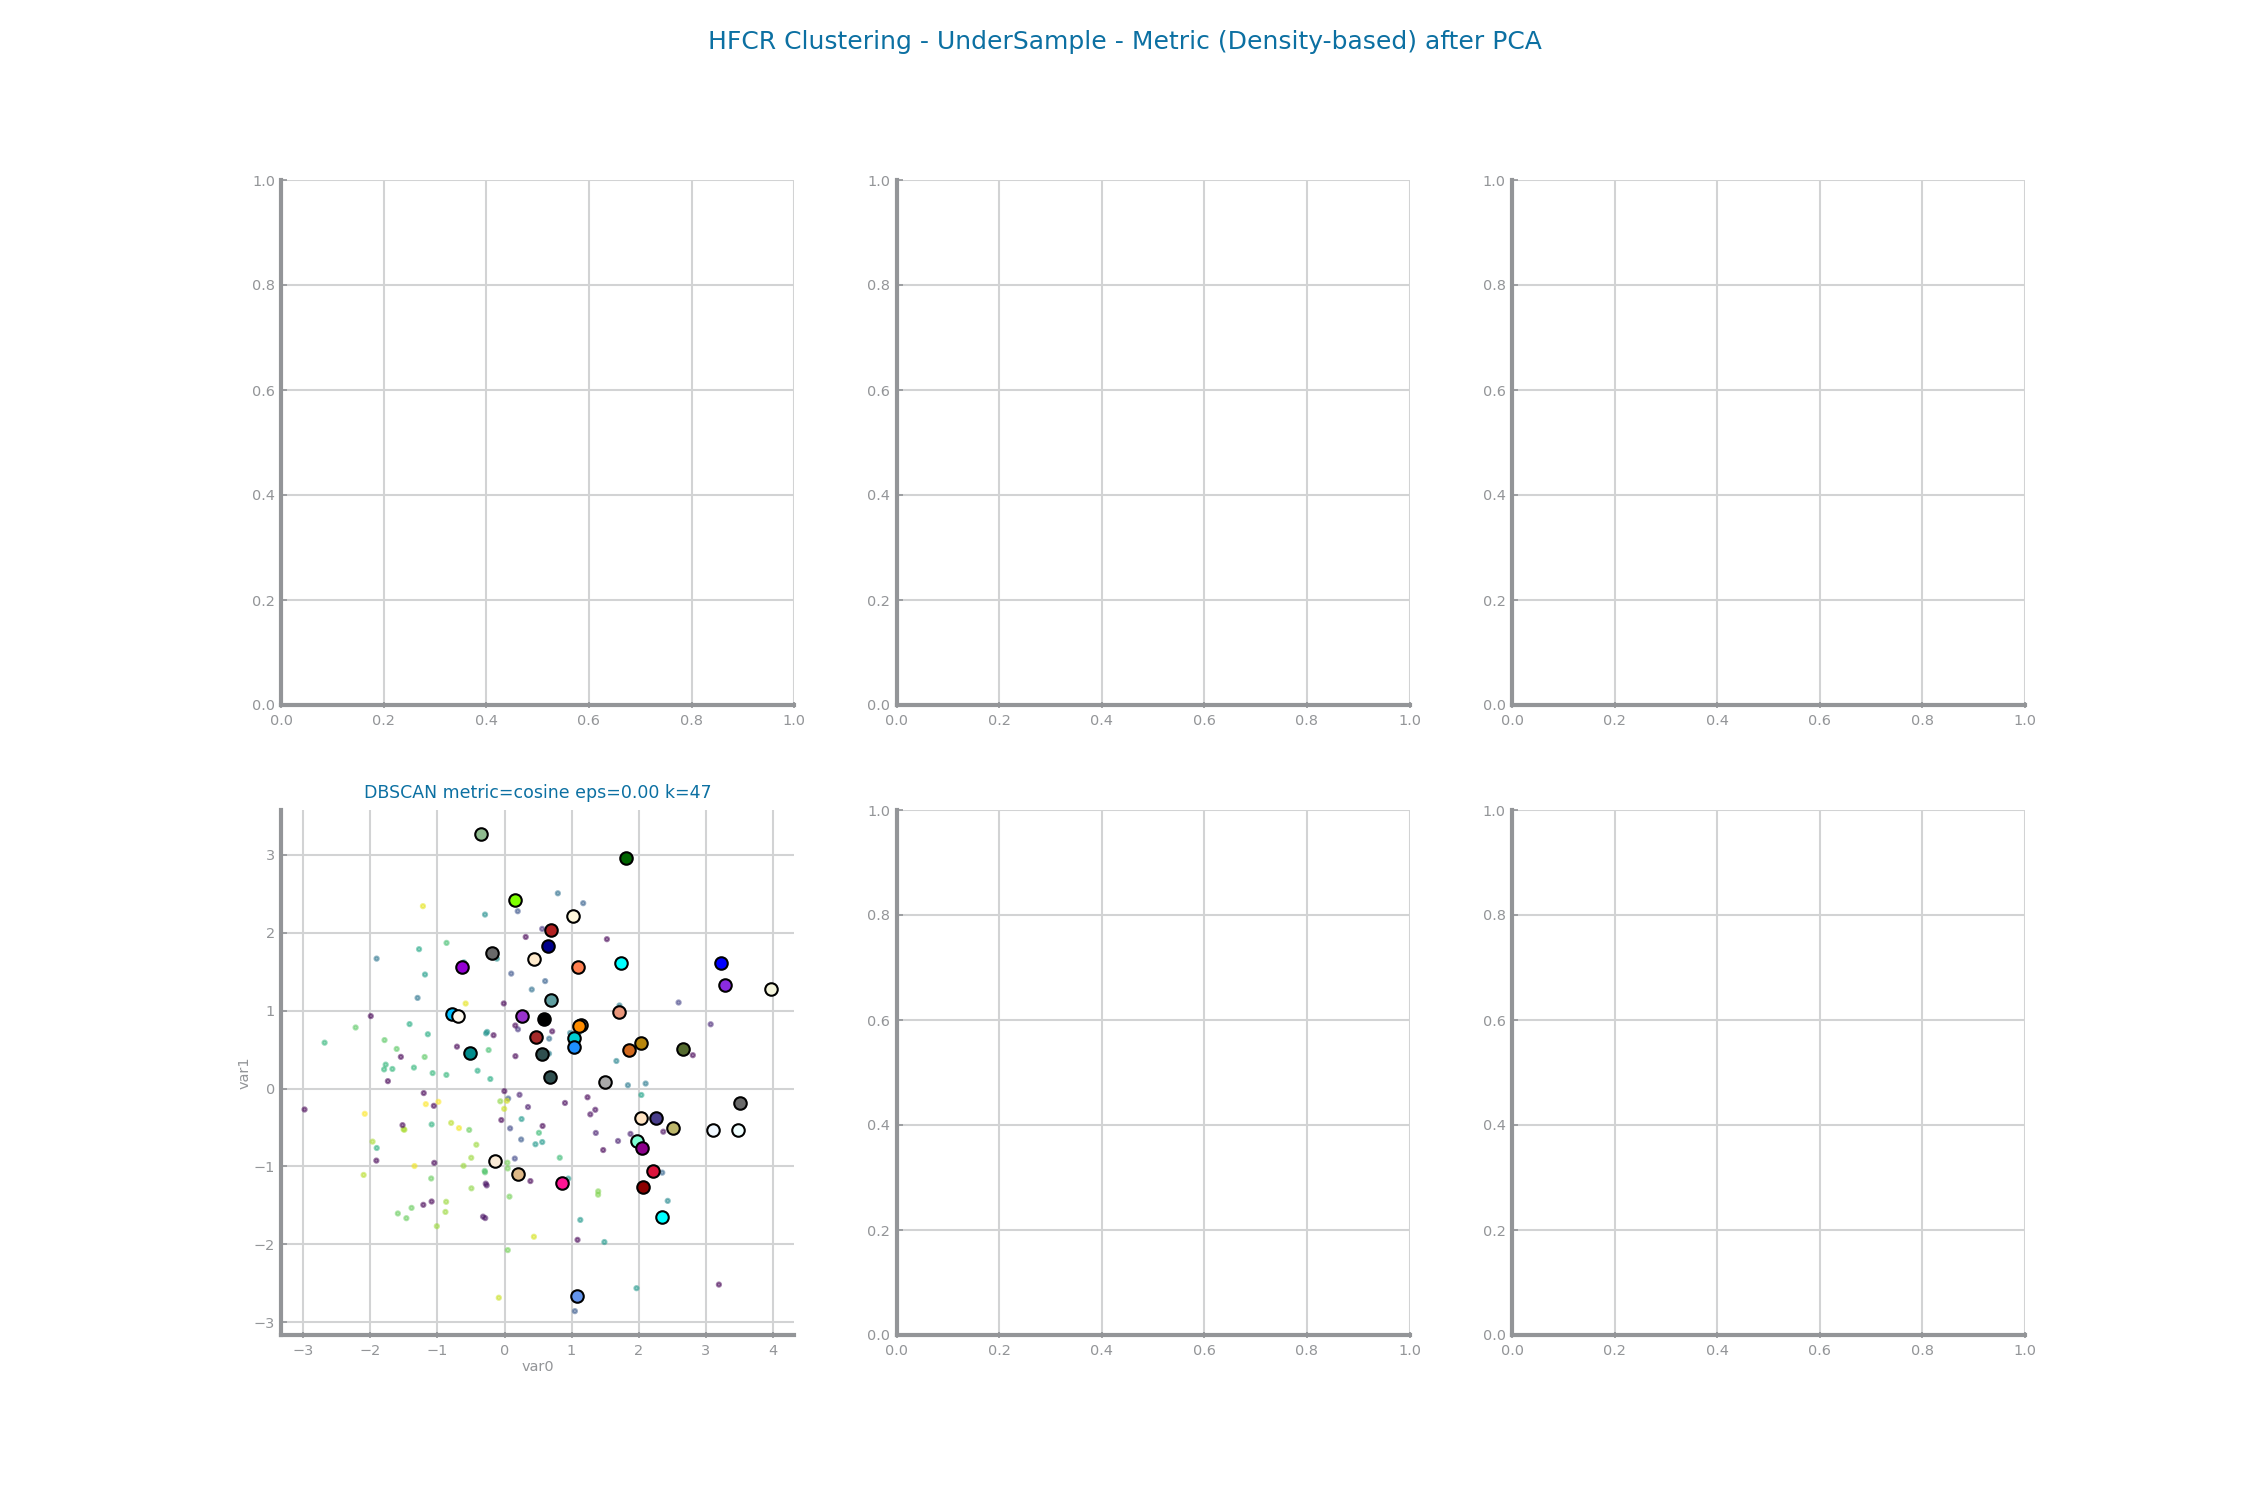 HFCR Clustering - UnderSample - Metric (Density-based) after PCA
1.0 1.0 1.0
0.8 0.8 0.8
0.6 0.6 0.6
0.4 0.4 0.4
0.2 0.2 0.2
0.0 0.0 0.0
0.0 0.2 0.4 0.6 0.8 1.0 0.0 0.2 0.4 0.6 0.8 1.0 0.0 0.2 0.4 0.6 0.8 1.0
DBSCAN metric=cosine eps=0.00 k=47
3
2
1
0
−1
−2
−3
var1
−3 −2 −1 0 1 2 3 4
var0
1.0 1.0
0.8 0.8
0.6 0.6
0.4 0.4
0.2 0.2
0.0 0.0
0.0 0.2 0.4 0.6 0.8 1.0 0.0 0.2 0.4 0.6 0.8 1.0